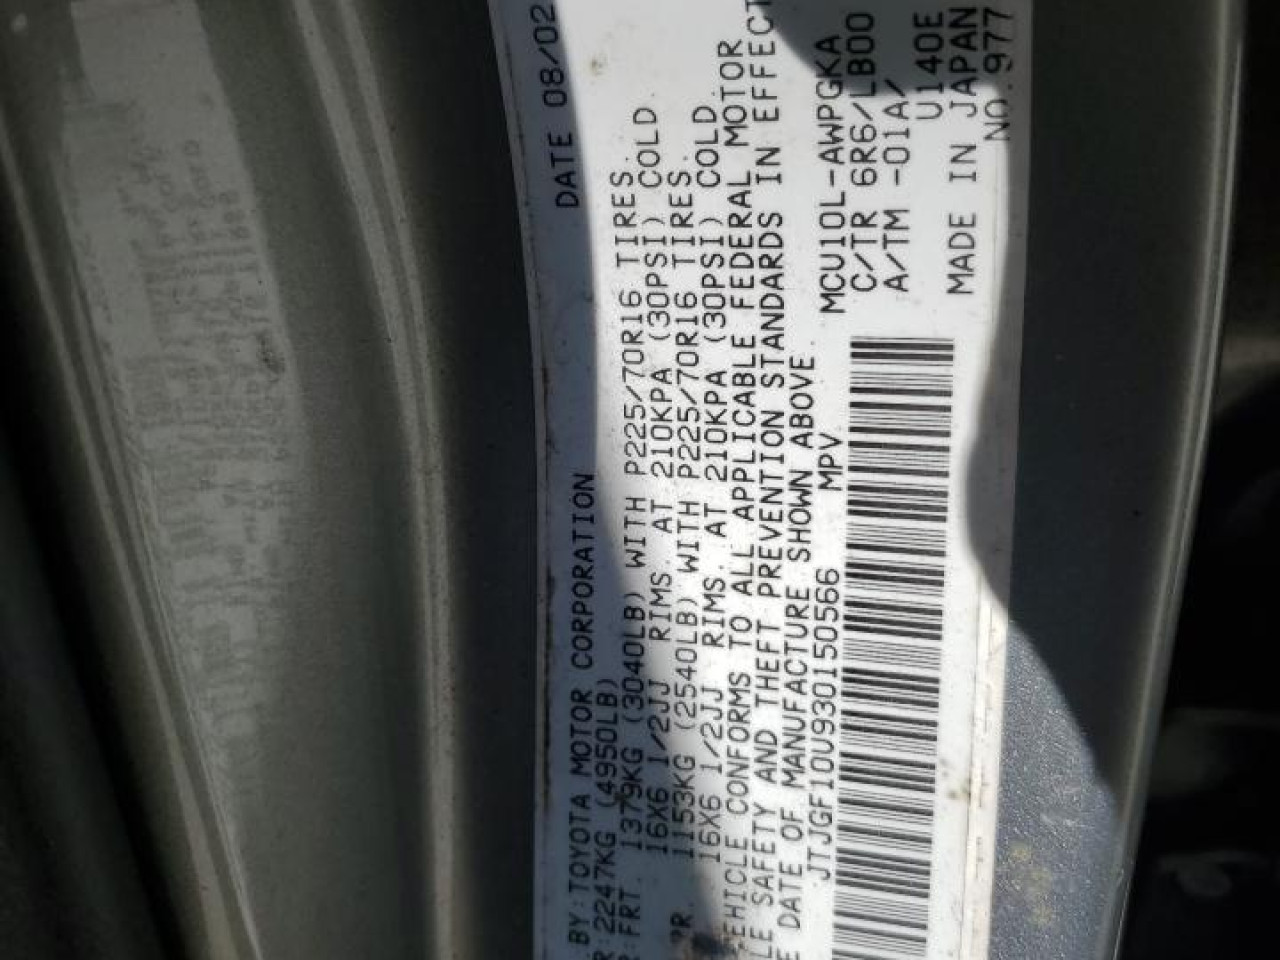 BY: TOYOTA MOTOR CORPORATION DATE 08/02
R: 2247KG (4950LB)
: FRT. 1379KG (3040LB) WITH P225/70R16 TIRES.
16X6 1/2JJ RIMS. AT 210KPA (30PSI) COLD.
RR. 1153KG (2540LB) WITH P225/70R16 TIRES.
16X6 1/2JJ RIMS. AT 210KPA (30PSI) COLD.
EHICLE CONFORMS TO ALL APPLICABLE FEDERAL MOTOR
LE SAFETY AND THEFT PREVENTION STANDARDS IN EFFECT
E DATE OF MANUFACTURE SHOWN ABOVE.
JTJGF10U930150566 MPV
MCU10L-AWPGKA
C/TR 6R6/LB00
A/TM -01A/
U140E
MADE IN JAPAN
NO.977